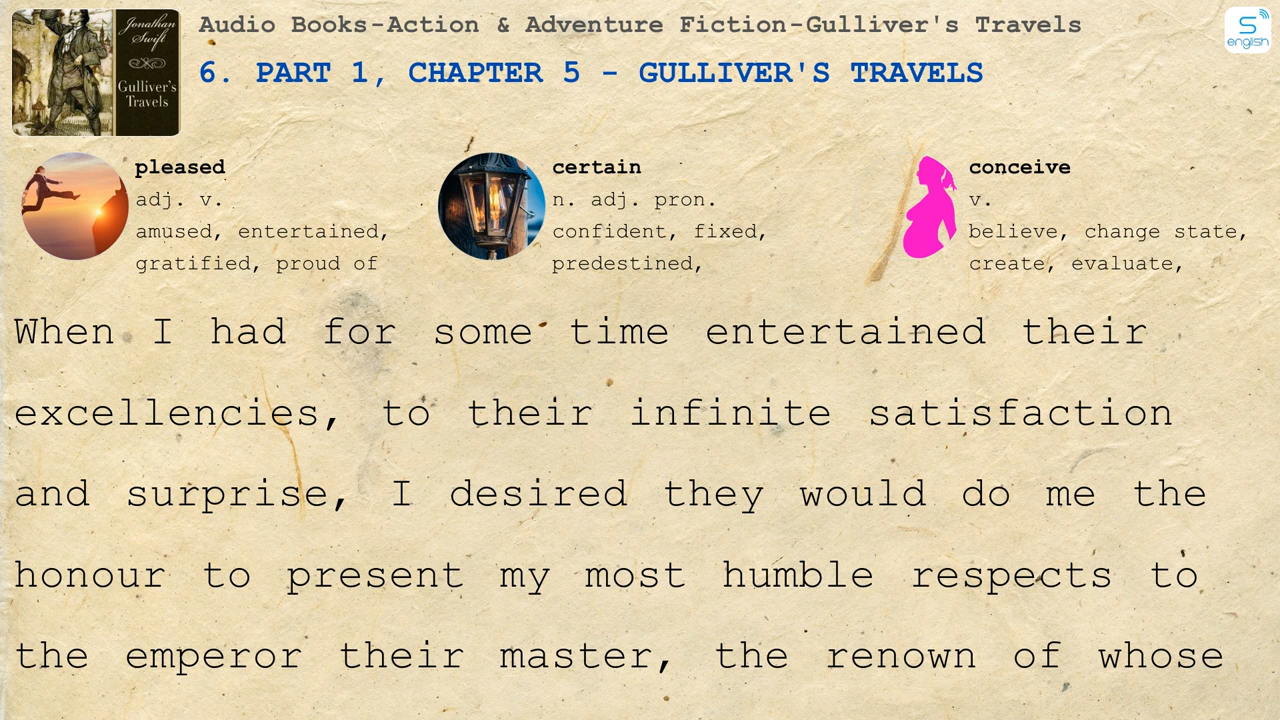 Audio Books-Action & Adventure Fiction-Gulliver's Travels
6. PART 1, CHAPTER 5 - GULLIVER'S TRAVELS
Jonathan
Swift
Gulliver's
Travels
S
english
pleased
adj. v.
amused, entertained,
gratified, proud of
certain
n. adj. pron.
confident, fixed,
predestined,
conceive
v.
believe, change state,
create, evaluate,
When I had for some time entertained their
excellencies, to their infinite satisfaction
and surprise, I desired they would do me the
honour to present my most humble respects to
the emperor their master, the renown of whose